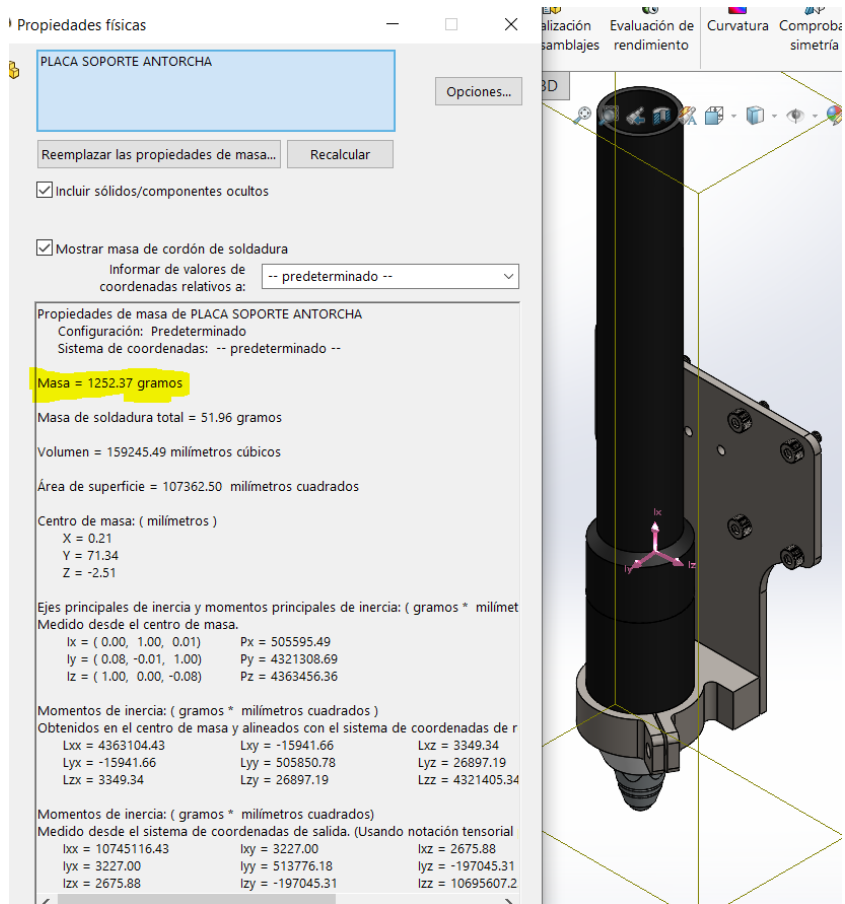 Propiedades físicas
PLACA SOPORTE ANTORCHA
Opciones...
Reemplazar las propiedades de masa...
Recalcular
Incluir sólidos/componentes ocultos
Mostrar masa de cordón de soldadura
Informar de valores de
coordenadas relativos a:
-- predeterminado --
Propiedades de masa de PLACA SOPORTE ANTORCHA
Configuración: Predeterminado
Sistema de coordenadas: -- predeterminado --
Masa = 1252.37 gramos
Masa de soldadura total = 51.96 gramos
Volumen = 159245.49 milímetros cúbicos
Área de superficie = 107362.50 milímetros cuadrados
Centro de masa: ( milímetros )
X = 0.21
Y = 71.34
Z = -2.51
Ejes principales de inercia y momentos principales de inercia: ( gramos * milímet
Medido desde el centro de masa.
Ix = ( 0.00, 1.00, 0.01) Px = 505595.49
Iy = ( 0.08, -0.01, 1.00) Py = 4321308.69
Iz = ( 1.00, 0.00, -0.08) Pz = 4363456.36
Momentos de inercia: ( gramos * milímetros cuadrados )
Obtenidos en el centro de masa y alineados con el sistema de coordenadas de r
Lxx = 4363104.43 Lxy = -15941.66 Lxz = 3349.34
Lyx = -15941.66 Lyy = 505850.78 Lyz = 26897.19
Lzx = 3349.34 Lzy = 26897.19 Lzz = 4321405.34
Momentos de inercia: ( gramos * milímetros cuadrados)
Medido desde el sistema de coordenadas de salida. (Usando notación tensorial
Ixx = 10745116.43 Ixy = 3227.00 Ixz = 2675.88
Iyx = 3227.00 Iyy = 513776.18 Iyz = -197045.31
Izx = 2675.88 Izy = -197045.31 Izz = 10695607.2
alización Evaluación de Curvatura Comproba
samblajes rendimiento simetría
3D
Ix
Iy
Iz